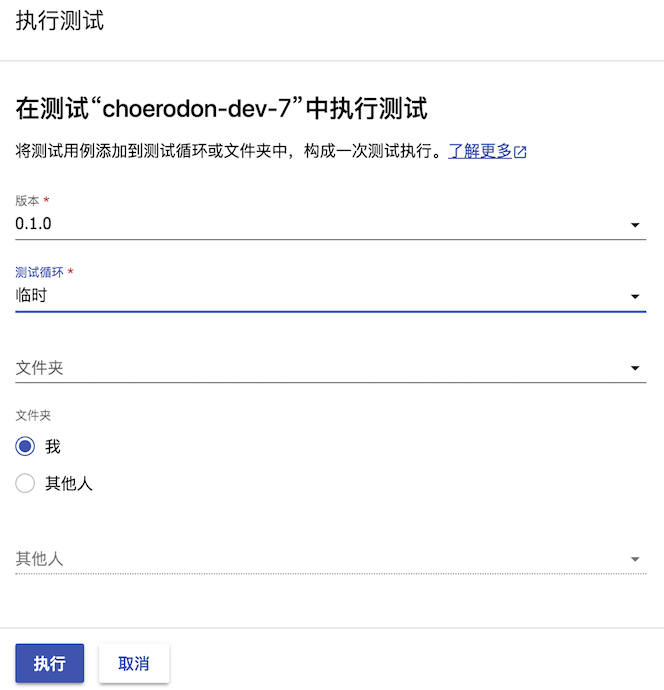 执行测试
在测试“choerodon-dev-7”中执行测试
将测试用例添加到测试循环或文件夹中，构成一次测试执行。了解更多
版本 *
0.1.0
测试循环 *
临时
文件夹
文件夹
我
其他人
其他人
执行 取消